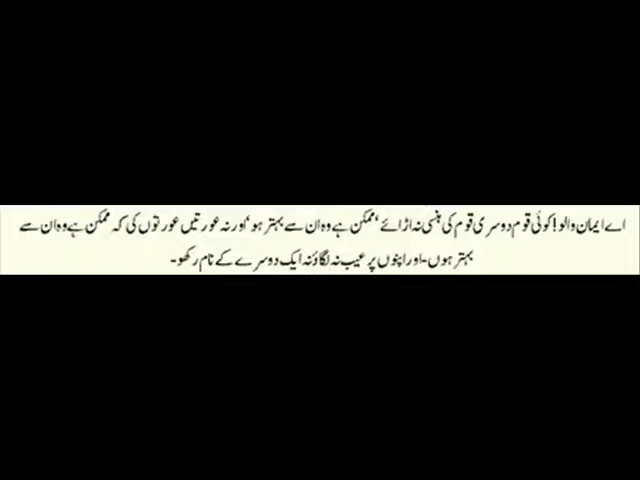 اے ایمان والو! کوئی قوم دوسری قوم کی ہنسی نہ اڑائے‘ ممکن ہے وہ ان سے بہتر ہو‘ اور نہ عورتیں عورتوں کی کہ ممکن ہے وہ ان سے
بہتر ہوں- اور اپنوں پر عیب نہ لگاؤ نہ ایک دوسرے کے نام رکھو-